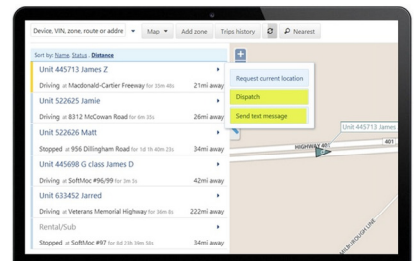 Device, VIN, zone, route or addre
Map
Add zone
Trips history
Nearest
Sort by: Name, Status, Distance
Unit 445713 James Z
Driving at Macdonald-Cartier Freeway for 35m 48s 21mi away
Unit 522625 Jamie
Driving at 8312 McCowan Road for 6m 35s 26mi away
Unit 522626 Matt
Stopped at 956 Dillingham Road for 1d 1h 40m 23s 34mi away
Unit 445698 G class James D
Driving at SoftMoc #96/99 for 2m 5s 42mi away
Unit 633452 Jarred
Driving at Veterans Memorial Highway for 36m 8s 222mi away
Rental/Sub
Stopped at SoftMoc #97 for 6d 23h 38m 36s 34mi away
Request current location
Dispatch
Send text message
Unit 445713 James
HIGHWAY 401
401